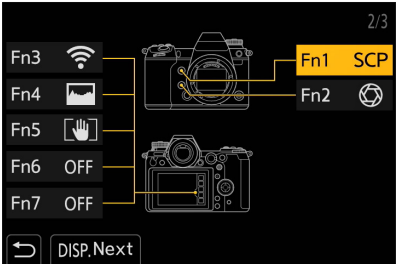 2/3
Fn3
Fn4
Fn5
Fn6 OFF
Fn7 OFF
Fn1 SCP
Fn2
DISP. Next